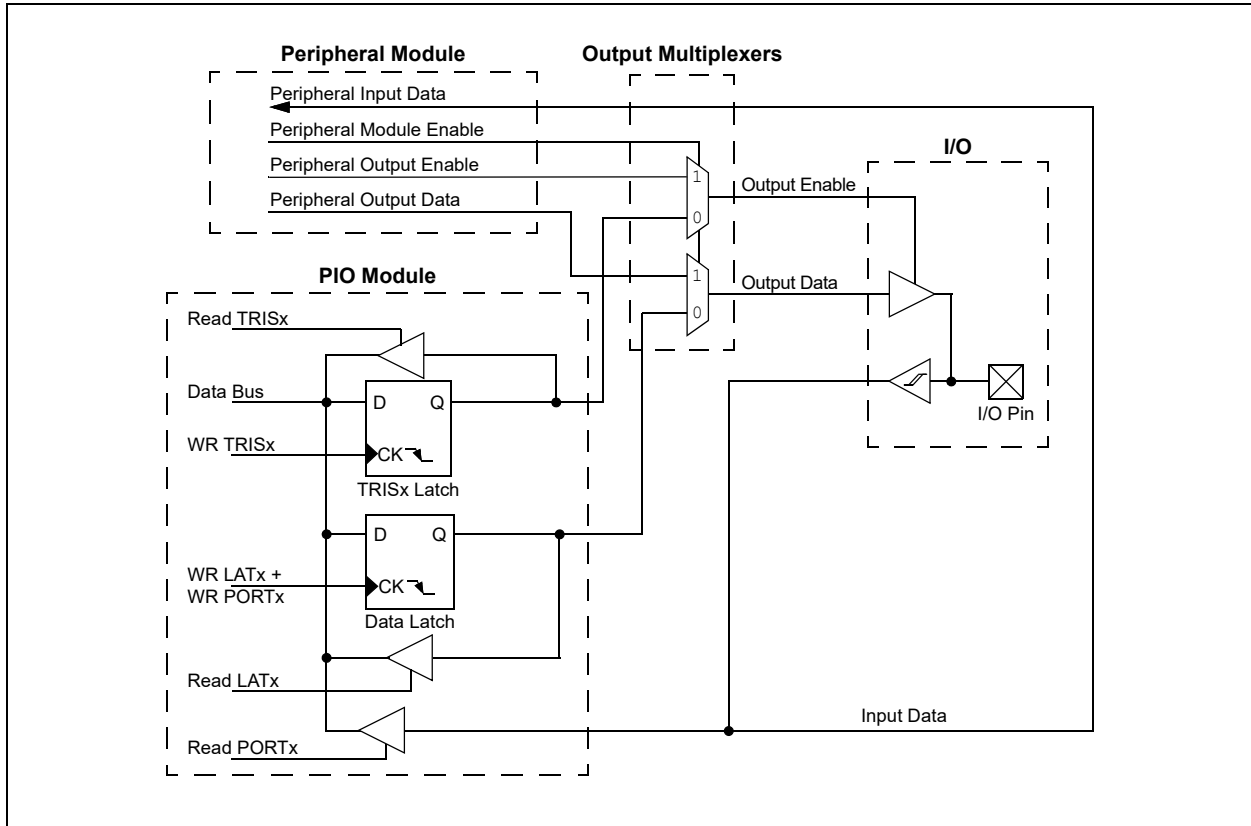 Peripheral Module
Output Multiplexers
Peripheral Input Data
Peripheral Module Enable
I/O
Peripheral Output Enable
1
Output Enable
Peripheral Output Data
0
PIO Module
1
Output Data
0
Read TRISx
Data Bus
D
Q
I/O Pin
WR TRISx
CK
TRISx Latch
D
Q
WR LATx +
WR PORTx
CK
Data Latch
Read LATx
Input Data
Read PORTx